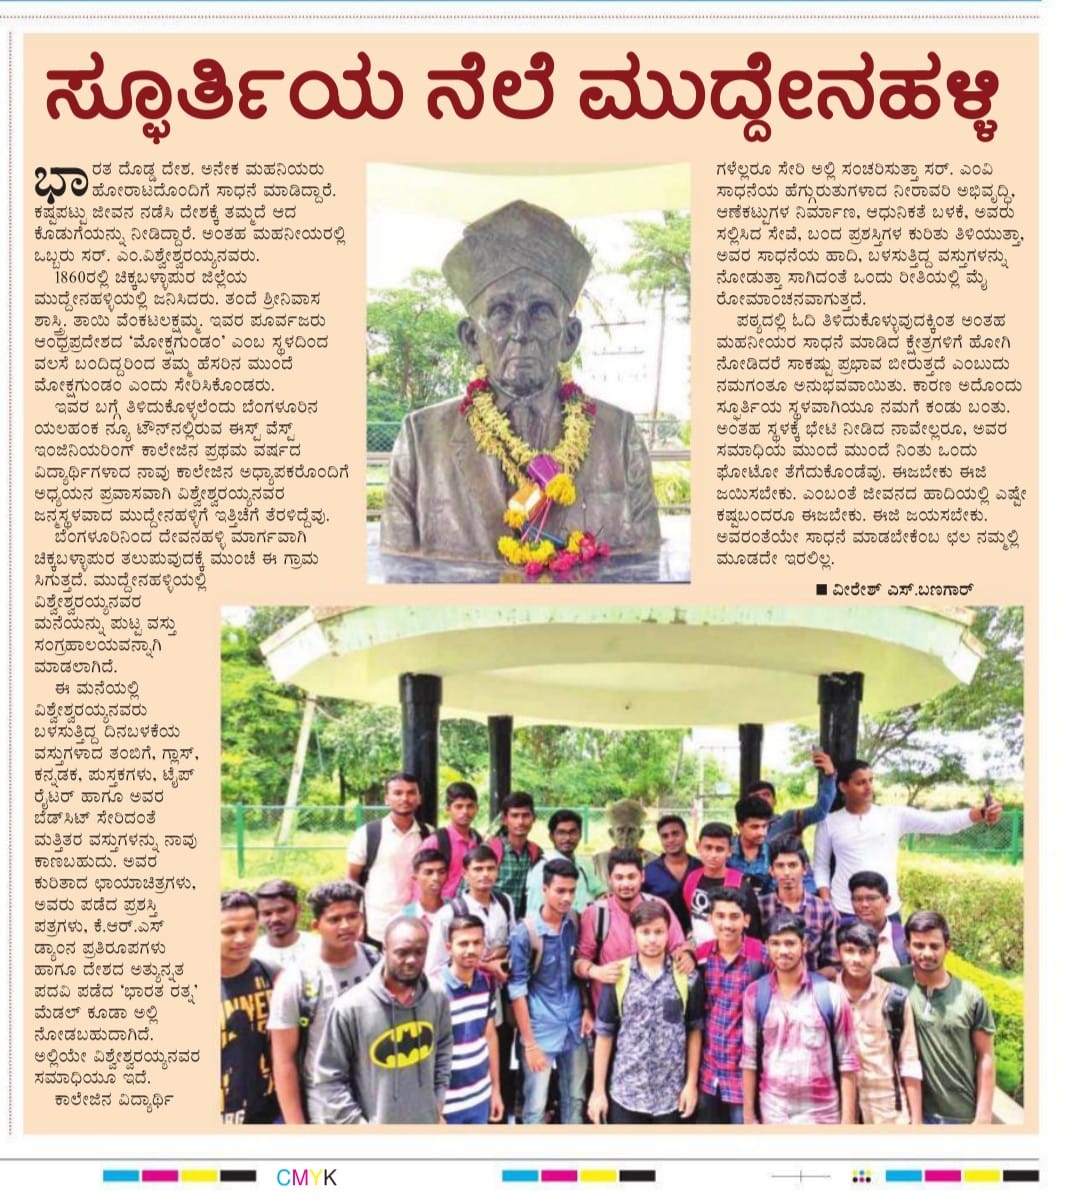 ಸ್ಫೂರ್ತಿಯ ನೆಲೆ ಮುದ್ದೇನಹಳ್ಳಿ
ಭಾರತ ದೊಡ್ಡ ದೇಶ. ಅನೇಕ ಮಹನಿಯರು
ಹೋರಾಟದೊಂದಿಗೆ ಸಾಧನೆ ಮಾಡಿದ್ದಾರೆ.
ಕಷ್ಟಪಟ್ಟು ಜೀವನ ನಡೆಸಿ ದೇಶಕ್ಕೆ ತಮ್ಮದೆ ಆದ
ಕೊಡುಗೆಯನ್ನು ನೀಡಿದ್ದಾರೆ. ಅಂತಹ ಮಹನೀಯರಲ್ಲಿ
ಒಬ್ಬರು ಸರ್. ಎಂ.ವಿಶ್ವೇಶ್ವರಯ್ಯನವರು.
1860ರಲ್ಲಿ ಚಿಕ್ಕಬಳ್ಳಾಪುರ ಜಿಲ್ಲೆಯ
ಮುದ್ದೇನಹಳ್ಳಿಯಲ್ಲಿ ಜನಿಸಿದರು. ತಂದೆ ಶ್ರೀನಿವಾಸ
ಶಾಸ್ತ್ರಿ, ತಾಯಿ ವೆಂಕಟಲಕ್ಷ್ಮಮ್ಮ. ಇವರ ಪೂರ್ವಜರು
ಆಂಧ್ರಪ್ರದೇಶದ ‘ಮೋಕ್ಷಗುಂಡಂ’ ಎಂಬ ಸ್ಥಳದಿಂದ
ವಲಸೆ ಬಂದಿದ್ದರಿಂದ ತಮ್ಮ ಹೆಸರಿನ ಮುಂದೆ
ಮೋಕ್ಷಗುಂಡಂ ಎಂದು ಸೇರಿಸಿಕೊಂಡರು.
ಇವರ ಬಗ್ಗೆ ತಿಳಿದುಕೊಳ್ಳಲೆಂದು ಬೆಂಗಳೂರಿನ
ಯಲಹಂಕ ನ್ಯೂ ಟೌನ್‌ನಲ್ಲಿರುವ ಈಸ್ಟ್ ವೆಸ್ಟ್
ಇಂಜಿನಿಯರಿಂಗ್ ಕಾಲೇಜಿನ ಪ್ರಥಮ ವರ್ಷದ
ವಿದ್ಯಾರ್ಥಿಗಳಾದ ನಾವು ಕಾಲೇಜಿನ ಅಧ್ಯಾಪಕರೊಂದಿಗೆ
ಅಧ್ಯಯನ ಪ್ರವಾಸವಾಗಿ ವಿಶ್ವೇಶ್ವರಯ್ಯನವರ
ಜನ್ಮಸ್ಥಳವಾದ ಮುದ್ದೇನಹಳ್ಳಿಗೆ ಇತ್ತಿಚೆಗೆ ತೆರಳಿದ್ದೆವು.
ಬೆಂಗಳೂರಿನಿಂದ ದೇವನಹಳ್ಳಿ ಮಾರ್ಗವಾಗಿ
ಚಿಕ್ಕಬಳ್ಳಾಪುರ ತಲುಪುವುದಕ್ಕೆ ಮುಂಚೆ ಈ ಗ್ರಾಮ
ಸಿಗುತ್ತದೆ. ಮುದ್ದೇನಹಳ್ಳಿಯಲ್ಲಿ
ವಿಶ್ವೇಶ್ವರಯ್ಯನವರ
ಮನೆಯನ್ನು ಪುಟ್ಟ ವಸ್ತು
ಸಂಗ್ರಹಾಲಯವನ್ನಾಗಿ
ಮಾಡಲಾಗಿದೆ.
ಈ ಮನೆಯಲ್ಲಿ
ವಿಶ್ವೇಶ್ವರಯ್ಯನವರು
ಬಳಸುತ್ತಿದ್ದ ದಿನಬಳಕೆಯ
ವಸ್ತುಗಳಾದ ತಂಬಿಗೆ, ಗ್ಲಾಸ್,
ಕನ್ನಡಕ, ಪುಸ್ತಕಗಳು, ಟೈಪ್
ರೈಟರ್ ಹಾಗೂ ಅವರ
ಬೆಡ್‌ಸಿಟ್ ಸೇರಿದಂತೆ
ಮತ್ತಿತರ ವಸ್ತುಗಳನ್ನು ನಾವು
ಕಾಣಬಹುದು. ಅವರ
ಕುರಿತಾದ ಛಾಯಾಚಿತ್ರಗಳು,
ಅವರು ಪಡೆದ ಪ್ರಶಸ್ತಿ
ಪತ್ರಗಳು, ಕೆ.ಆರ್.ಎಸ್
ಡ್ಯಾಂನ ಪ್ರತಿರೂಪಗಳು
ಹಾಗೂ ದೇಶದ ಅತ್ಯುನ್ನತ
ಪದವಿ ಪಡೆದ ‘ಭಾರತ ರತ್ನ’
ಮೆಡಲ್ ಕೂಡಾ ಅಲ್ಲಿ
ನೋಡಬಹುದಾಗಿದೆ.
ಅಲ್ಲಿಯೇ ವಿಶ್ವೇಶ್ವರಯ್ಯನವರ
ಸಮಾಧಿಯೂ ಇದೆ.
ಕಾಲೇಜಿನ ವಿದ್ಯಾರ್ಥಿ
ಗಳೆಲ್ಲರೂ ಸೇರಿ ಅಲ್ಲಿ ಸಂಚರಿಸುತ್ತಾ ಸರ್. ಎಂವಿ
ಸಾಧನೆಯ ಹೆಗ್ಗುರುತುಗಳಾದ ನೀರಾವರಿ ಅಭಿವೃದ್ಧಿ,
ಆಣೆಕಟ್ಟುಗಳ ನಿರ್ಮಾಣ, ಆಧುನಿಕತೆ ಬಳಕೆ, ಅವರು
ಸಲ್ಲಿಸಿದ ಸೇವೆ, ಬಂದ ಪ್ರಶಸ್ತಿಗಳ ಕುರಿತು ತಿಳಿಯುತ್ತಾ,
ಅವರ ಸಾಧನೆಯ ಹಾದಿ, ಬಳಸುತ್ತಿದ್ದ ವಸ್ತುಗಳನ್ನು
ನೋಡುತ್ತಾ ಸಾಗಿದಂತೆ ಒಂದು ರೀತಿಯಲ್ಲಿ ಮೈ
ರೋಮಾಂಚನವಾಗುತ್ತದೆ.
ಪಠ್ಯದಲ್ಲಿ ಓದಿ ತಿಳಿದುಕೊಳ್ಳುವುದಕ್ಕಿಂತ ಅಂತಹ
ಮಹನೀಯರ ಸಾಧನೆ ಮಾಡಿದ ಕ್ಷೇತ್ರಗಳಿಗೆ ಹೋಗಿ
ನೋಡಿದರೆ ಸಾಕಷ್ಟು ಪ್ರಭಾವ ಬೀರುತ್ತದೆ ಎಂಬುದು
ನಮಗಂತೂ ಅನುಭವವಾಯಿತು. ಕಾರಣ ಅದೊಂದು
ಸ್ಫೂರ್ತಿಯ ಸ್ಥಳವಾಗಿಯೂ ನಮಗೆ ಕಂಡು ಬಂತು.
ಅಂತಹ ಸ್ಥಳಕ್ಕೆ ಭೇಟಿ ನೀಡಿದ ನಾವೇಲ್ಲರೂ, ಅವರ
ಸಮಾಧಿಯ ಮುಂದೆ ಮುಂದೆ ನಿಂತು ಒಂದು
ಫೋಟೋ ತೆಗೆದುಕೊಂಡೆವು. ಈಜಬೇಕು ಈಜಿ
ಜಯಿಸಬೇಕು. ಎಂಬಂತೆ ಜೀವನದ ಹಾದಿಯಲ್ಲಿ ಎಷ್ಟೇ
ಕಷ್ಟಬಂದರೂ ಈಜಬೇಕು. ಈಜಿ ಜಯಸಬೇಕು.
ಅವರಂತೆಯೇ ಸಾಧನೆ ಮಾಡಬೇಕೆಂಬ ಛಲ ನಮ್ಮಲ್ಲಿ
ಮೂಡದೇ ಇರಲಿಲ್ಲ.
■ ವೀರೇಶ್ ಎಸ್.ಬಣಗಾರ್
CMYK